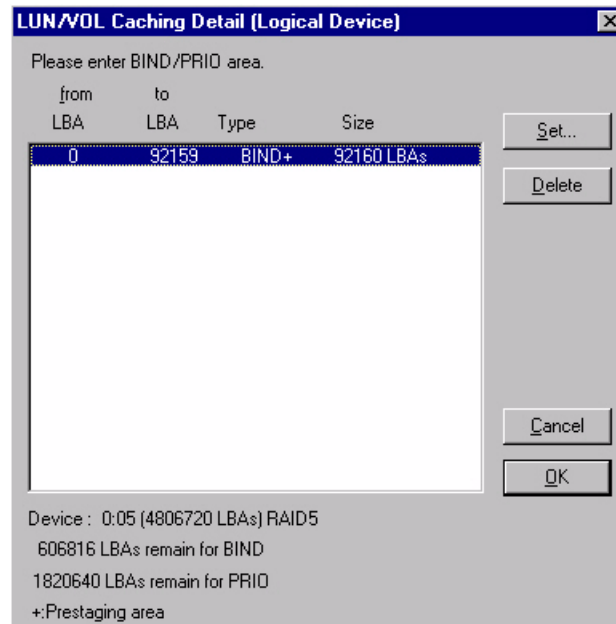 LUN/VOL Caching Detail (Logical Device)
Please enter BIND/PRIO area.
from to
LBA LBA Type Size
0 92159 BIND+ 92160 LBAs
Set...
Delete
Cancel
OK
Device : 0:05 (4806720 LBAs) RAID5
606816 LBAs remain for BIND
1820640 LBAs remain for PRIO
+:Prestaging area